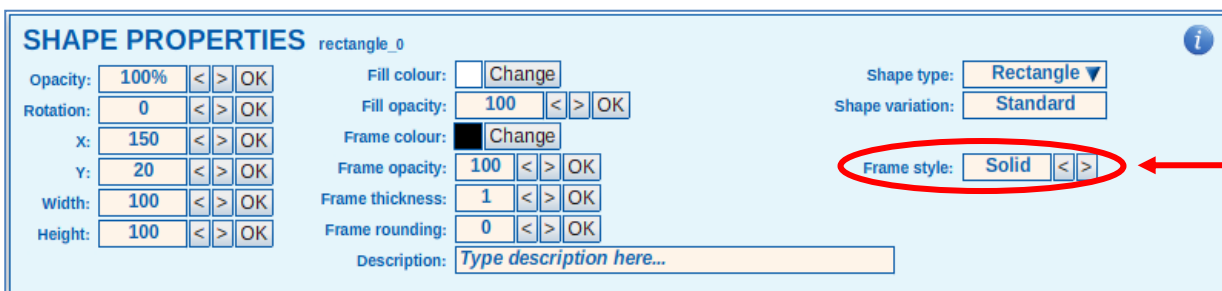 SHAPE PROPERTIES rectangle_0
i
Opacity: 100% < > OK
Rotation: 0 < > OK
X: 150 < > OK
Y: 20 < > OK
Width: 100 < > OK
Height: 100 < > OK
Fill colour: Change
Fill opacity: 100 < > OK
Frame colour: Change
Frame opacity: 100 < > OK
Frame thickness: 1 < > OK
Frame rounding: 0 < > OK
Description: Type description here...
Shape type: Rectangle
Shape variation: Standard
Frame style: Solid < >